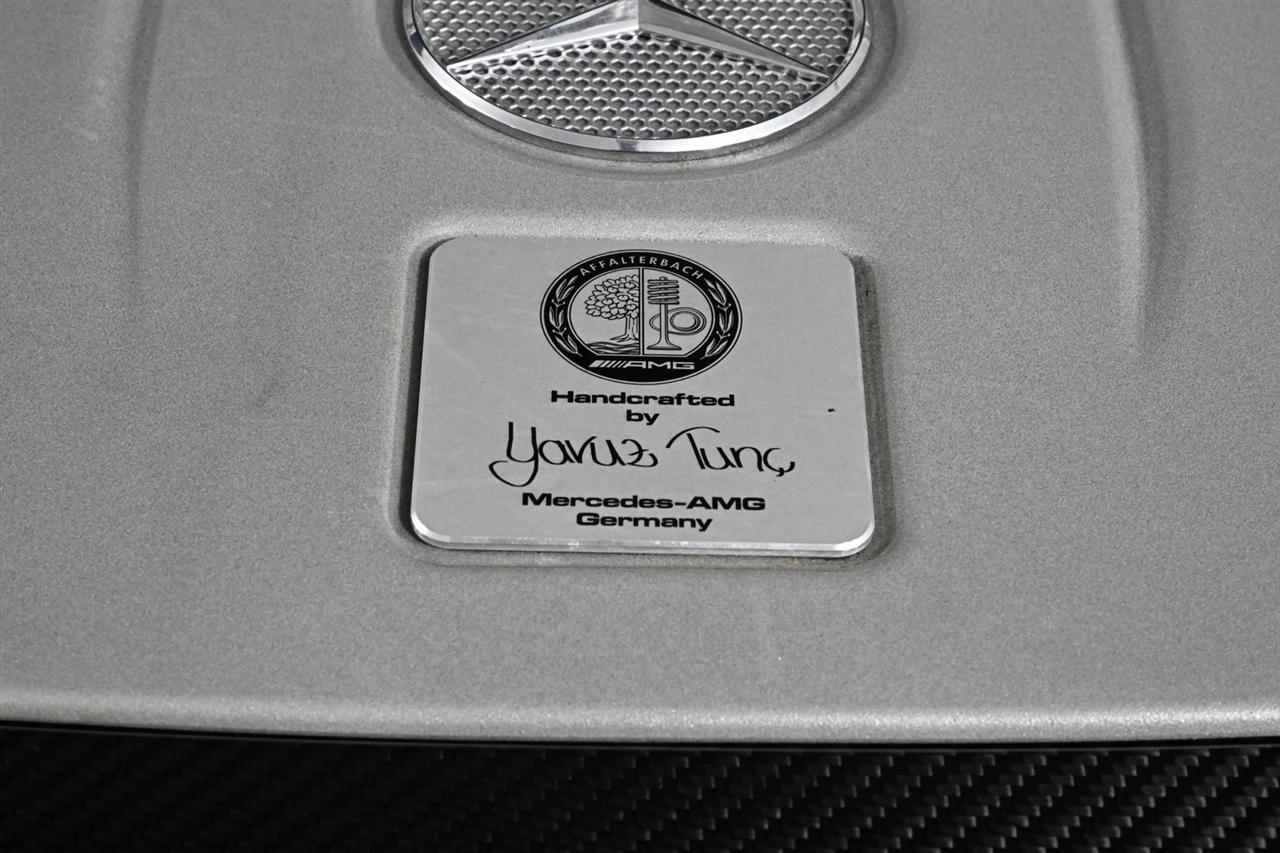 AFFALTERBACH
AMG
Handcrafted
by
Yavuz Tunç
Mercedes-AMG
Germany